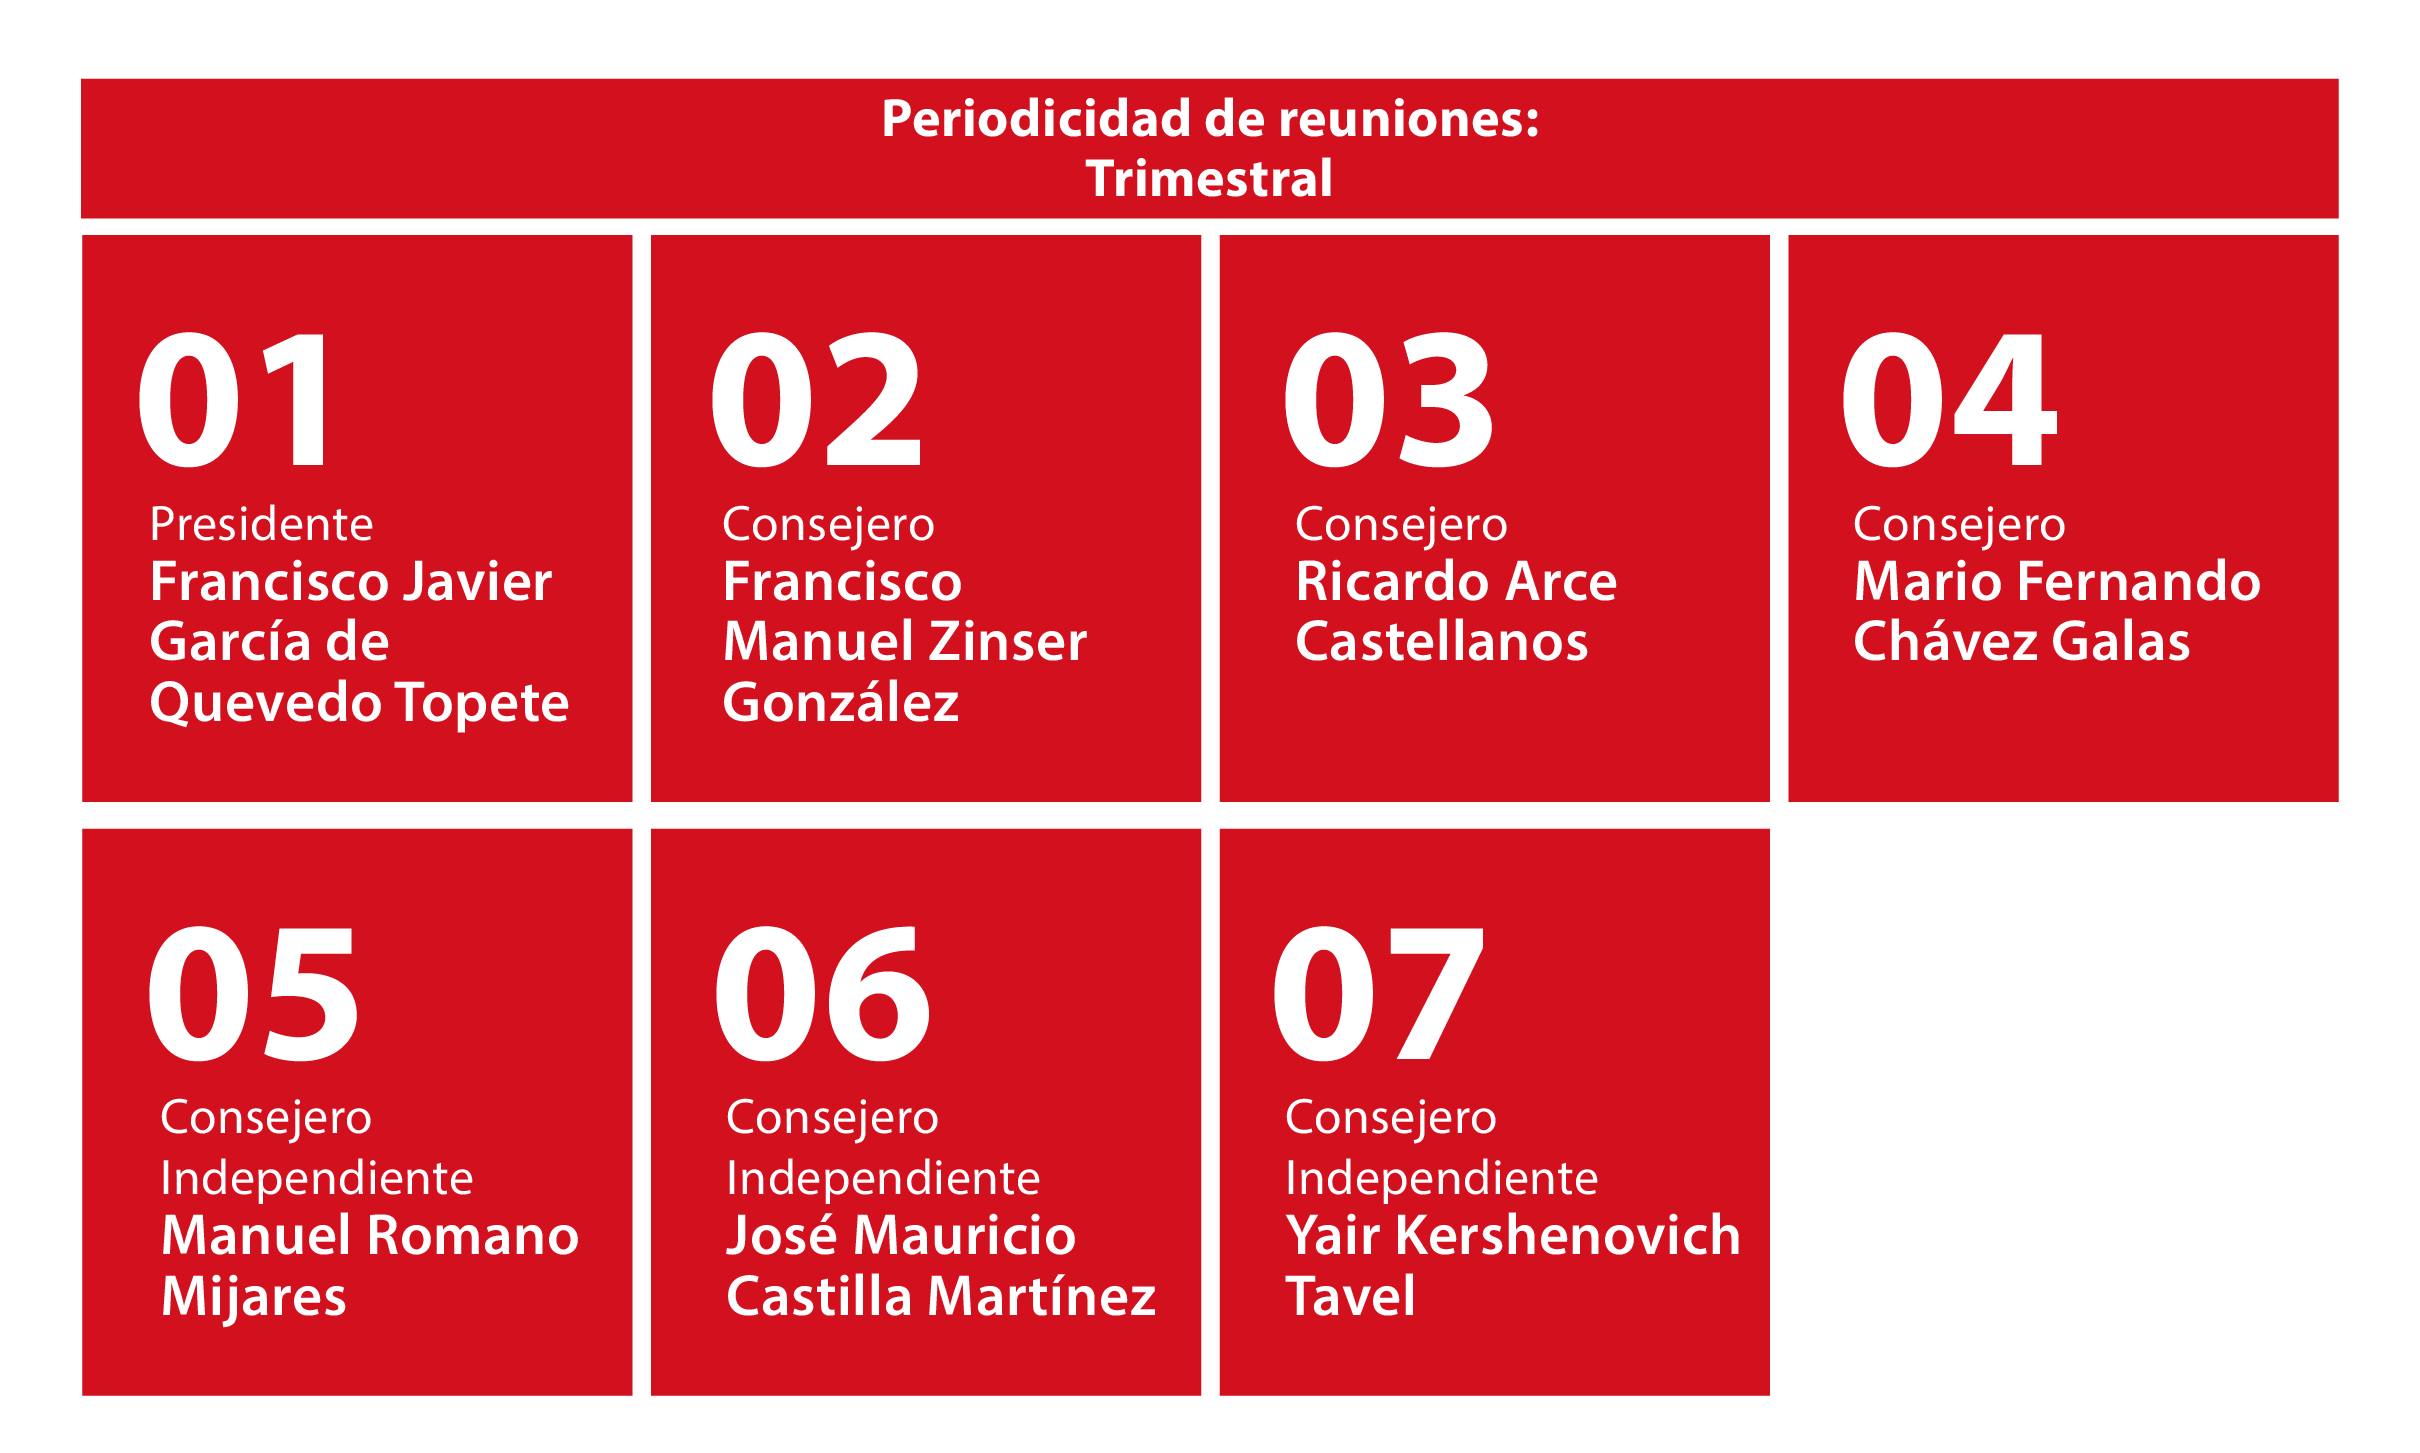 Periodicidad de reuniones:
Trimestral
01
Presidente
Francisco Javier
García de
Quevedo Topete
02
Consejero
Francisco
Manuel Zinser
González
03
Consejero
Ricardo Arce
Castellanos
04
Consejero
Mario Fernando
Chávez Galas
05
Consejero
Independiente
Manuel Romano
Mijares
06
Consejero
Independiente
José Mauricio
Castilla Martínez
07
Consejero
Independiente
Yair Kershenovich
Tavel